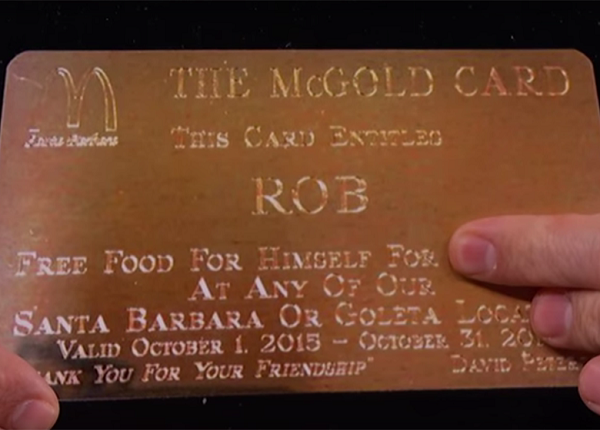 THE McGOLD CARD
THIS CARD ENTITLES
ROB
FREE FOOD FOR HIMSELF FOR
AT ANY OF OUR
SANTA BARBARA OR GOLETA
VALID OCTOBER 1, 2015 – OCTOBER 31, 20
YOU FOR YOUR FRIENDSHIP" DAVID